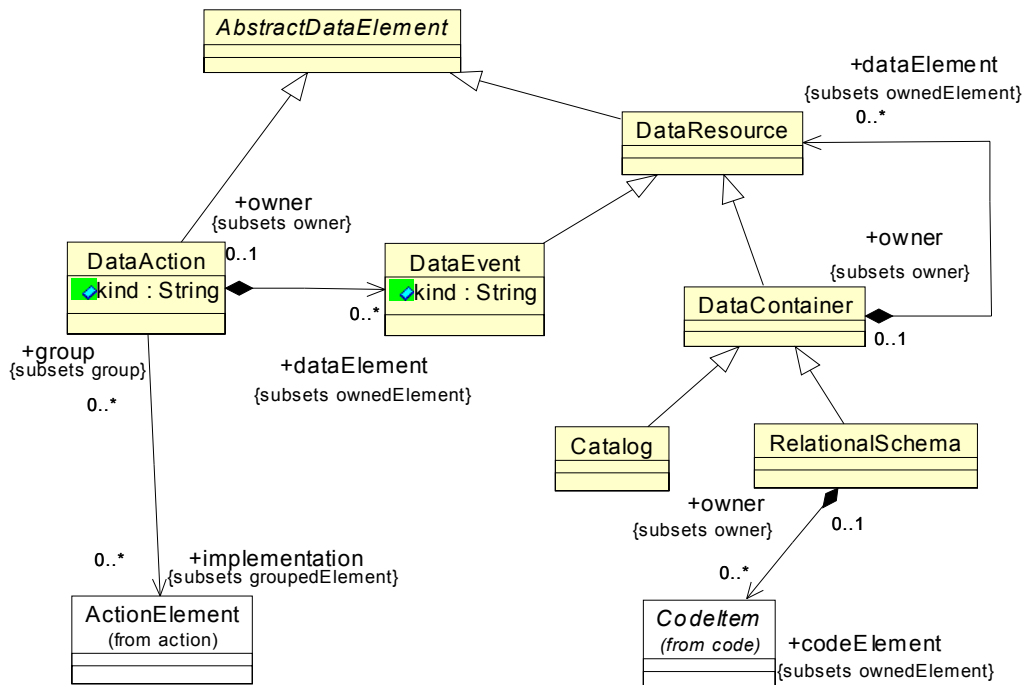 AbstractDataElement
+dataElement
{subsets ownedElement}
0..*
DataResource
+owner
{subsets owner}
0..1
DataAction
kind : String
DataEvent
kind : String
0..*
+dataElement
{subsets ownedElement}
+owner
{subsets owner}
DataContainer
0..1
+group
{subsets group}
0..*
Catalog
RelationalSchema
+owner
{subsets owner}
0..1
0..*
+implementation
{subsets groupedElement}
0..*
ActionElement
(from action)
CodeItem
(from code)
+codeElement
{subsets ownedElement}